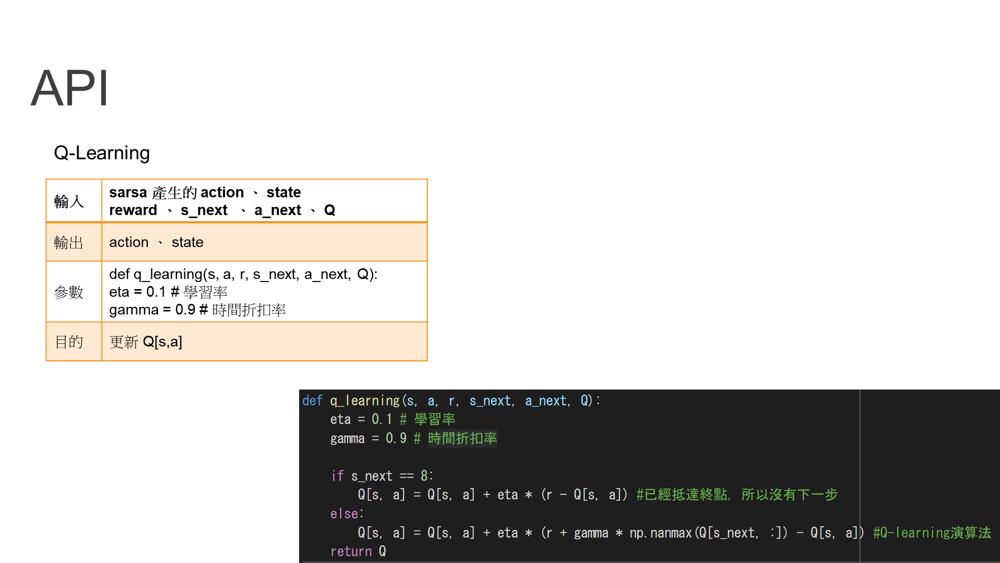 API
Q-Learning
輸入
sarsa 產生的 action 、 state
reward 、 s_next 、 a_next 、 Q
輸出
action 、 state
參數
def q_learning(s, a, r, s_next, a_next, Q):
eta = 0.1 # 學習率
gamma = 0.9 # 時間折扣率
目的
更新 Q[s,a]
def q_learning(s, a, r, s_next, a_next, Q):
eta = 0.1 # 學習率
gamma = 0.9 # 時間折扣率
if s_next == 8:
Q[s, a] = Q[s, a] + eta * (r - Q[s, a]) #已經抵達終點, 所以沒有下一步
else:
Q[s, a] = Q[s, a] + eta * (r + gamma * np.nanmax(Q[s_next, :]) - Q[s, a]) #Q-learning演算法
return Q